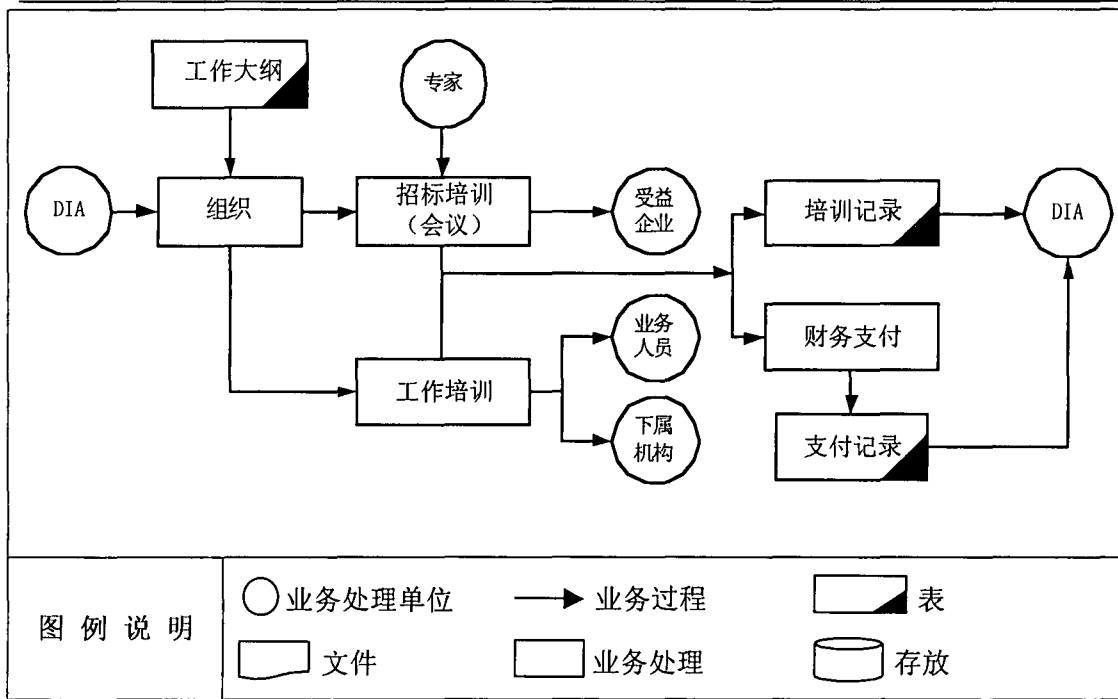 工作大纲
专家
DIA
组织
招标培训
（会议）
受益
企业
培训记录
DIA
业务
人员
财务支付
工作培训
下属
机构
支付记录
图例说明
业务处理单位
业务过程
表
文件
业务处理
存放